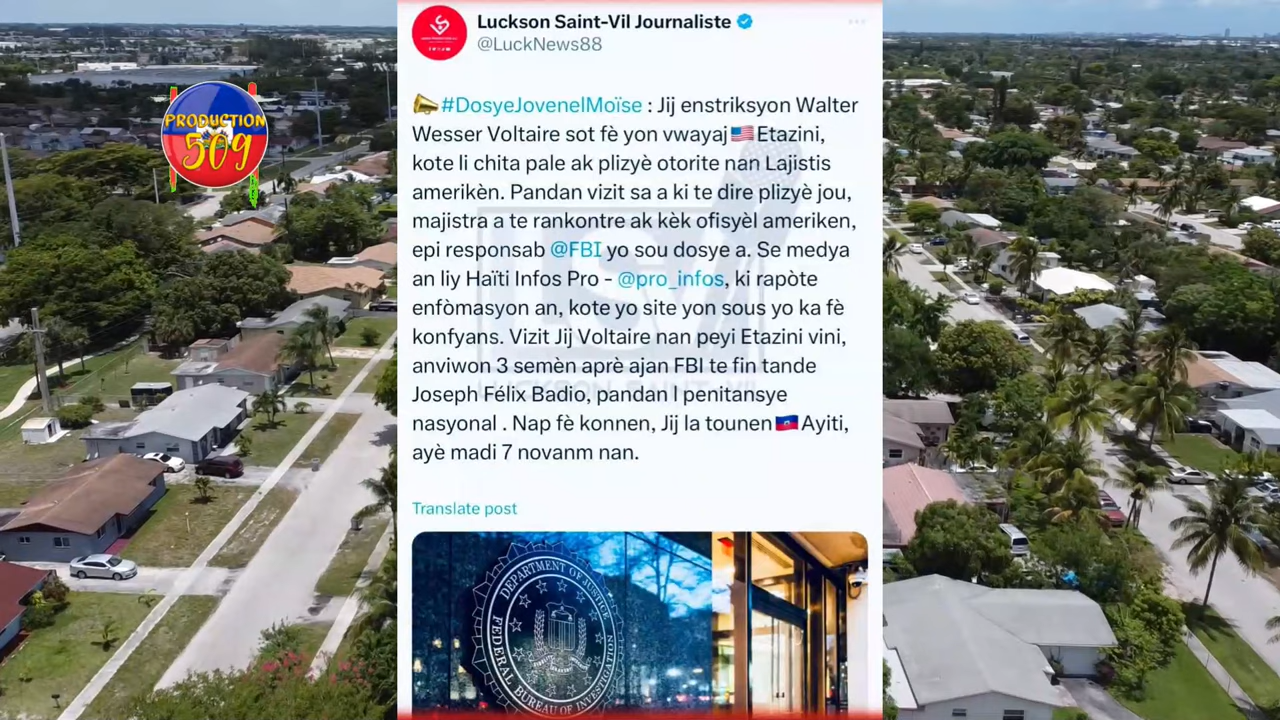 PRODUCTION
509
Luckson Saint-Vil Journaliste
@LuckNews88
#DosyeJovenelMoïse : Jij enstriksyon Walter
Wesser Voltaire sot fè yon vwayaj Etazini,
kote li chita pale ak plizyè otorite nan Lajistis
amerikèn. Pandan vizit sa a ki te dire plizyè jou,
majistra a te rankontre ak kèk ofisyèl ameriken,
epi responsab @FBI yo sou dosye a. Se medya
an liy Haïti Infos Pro - @pro_infos, ki rapòte
enfòmasyon an, kote yo site yon sous yo ka fè
konfyans. Vizit Jij Voltaire nan peyi Etazini vini,
anviwon 3 semèn aprè ajan FBI te fin tande
Joseph Félix Badio, pandan l penitansye
nasyonal . Nap fè konnen, Jij la tounen Ayiti,
ayè madi 7 novanm nan.
Translate post
DEPARTMENT OF JUSTICE
FEDERAL BUREAU OF INVESTIGATION